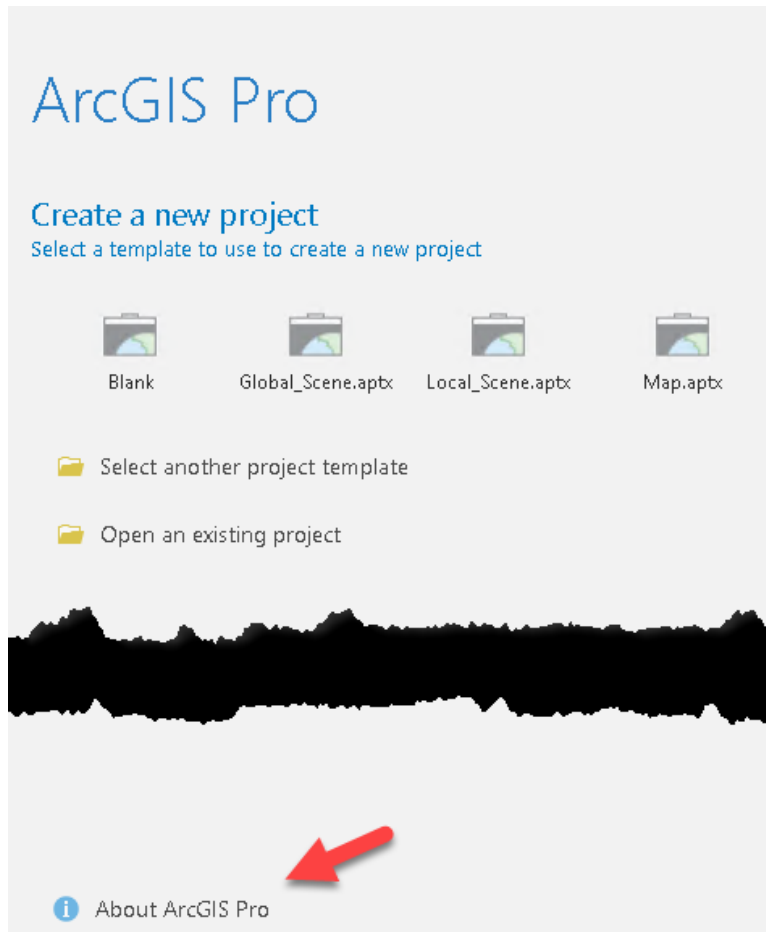 ArcGIS Pro
Create a new project
Select a template to use to create a new project
Blank Global_Scene.aptx Local_Scene.aptx Map.aptx
Select another project template
Open an existing project
About ArcGIS Pro